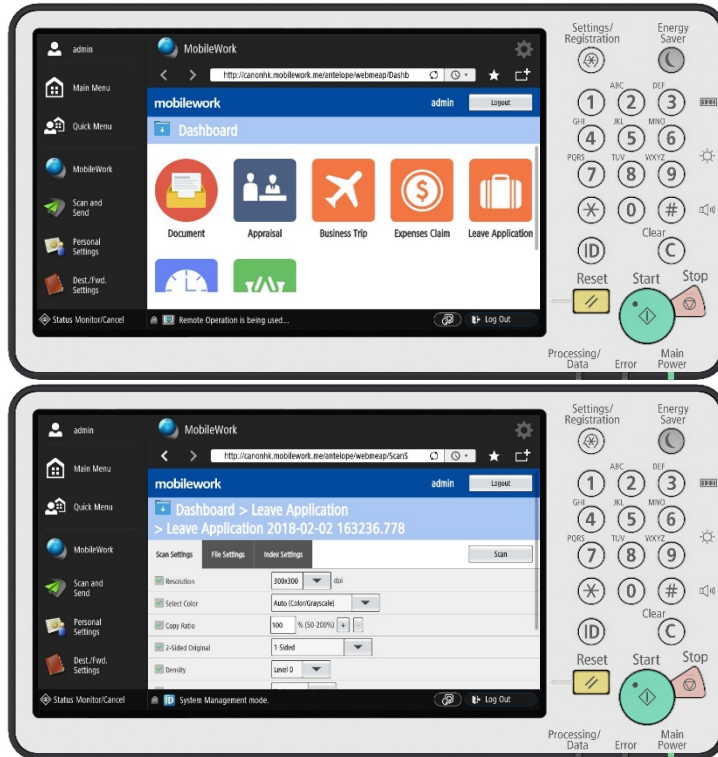 admin
Main Menu
Quick Menu
MobileWork
Scan and
Send
Personal
Settings
Dest./Fwd.
Settings
Status Monitor/Cancel
MobileWork
http://canonhk.mobilework.me/antelope/webmeap/Dashb
mobilework admin Logout
Dashboard
Document Appraisal Business Trip Expenses Claim Leave Application
Remote Operation is being used...
Log Out
Settings/
Registration
Energy
Saver
ABC DEF
1 2 3
GHI JKL MNO
4 5 6
PQRS TUV WXYZ
7 8 9
0 #
Clear
ID C
Reset Start Stop
Processing/
Data
Error
Main
Power
admin
Main Menu
Quick Menu
MobileWork
Scan and
Send
Personal
Settings
Dest./Fwd.
Settings
Status Monitor/Cancel
MobileWork
http://canonhk.mobilework.me/antelope/webmeap/ScanS
mobilework admin Logout
Dashboard > Leave Application
> Leave Application 2018-02-02 163236.778
Scan Settings File Settings Index Settings Scan
Resolution 300x300 dpi
Select Color Auto (Color/Grayscale)
Copy Ratio 100 % (50-200%) + -
2-Sided Original 1-Sided
Density Level 0
ID System Management mode.
Log Out
Settings/
Registration
Energy
Saver
ABC DEF
1 2 3
GHI JKL MNO
4 5 6
PQRS TUV WXYZ
7 8 9
0 #
Clear
ID C
Reset Start Stop
Processing/
Data
Error
Main
Power